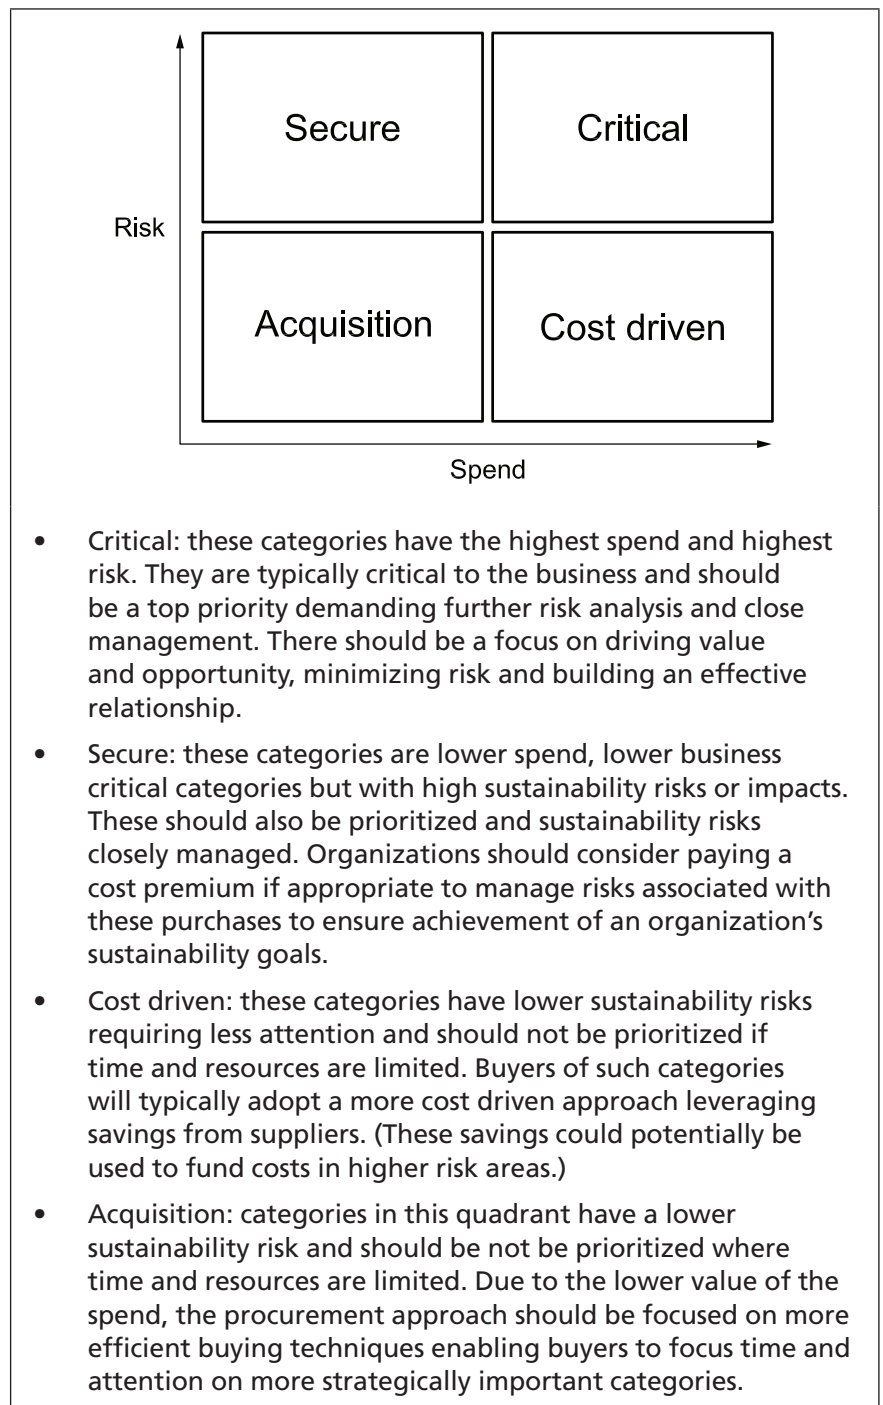 Secure
Critical
Risk
Acquisition
Cost driven
Spend
• Critical: these categories have the highest spend and highest
risk. They are typically critical to the business and should
be a top priority demanding further risk analysis and close
management. There should be a focus on driving value
and opportunity, minimizing risk and building an effective
relationship.
• Secure: these categories are lower spend, lower business
critical categories but with high sustainability risks or impacts.
These should also be prioritized and sustainability risks
closely managed. Organizations should consider paying a
cost premium if appropriate to manage risks associated with
these purchases to ensure achievement of an organization’s
sustainability goals.
• Cost driven: these categories have lower sustainability risks
requiring less attention and should not be prioritized if
time and resources are limited. Buyers of such categories
will typically adopt a more cost driven approach leveraging
savings from suppliers. (These savings could potentially be
used to fund costs in higher risk areas.)
• Acquisition: categories in this quadrant have a lower
sustainability risk and should be not be prioritized where
time and resources are limited. Due to the lower value of the
spend, the procurement approach should be focused on more
efficient buying techniques enabling buyers to focus time and
attention on more strategically important categories.